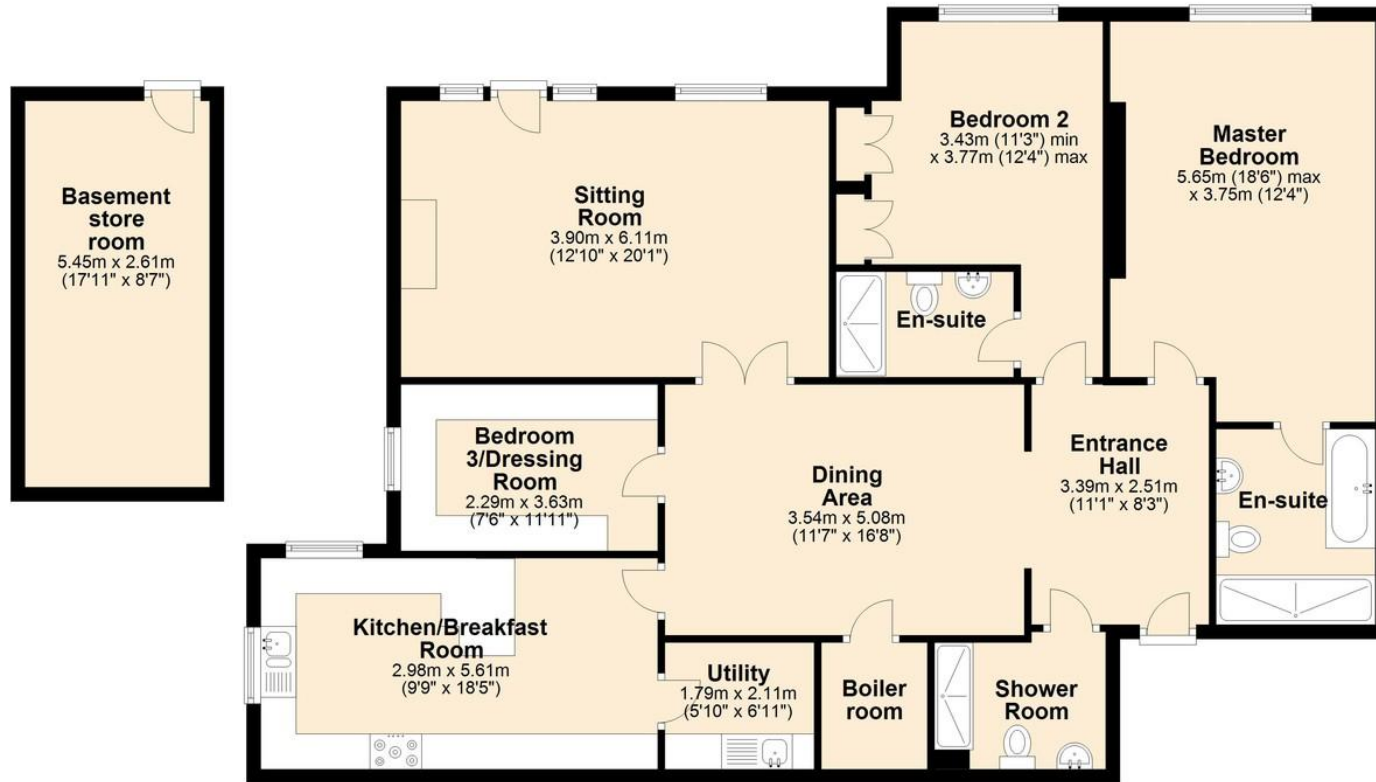 Basement
store
room
5.45m x 2.61m
(17'11" x 8'7")
Sitting
Room
3.90m x 6.11m
(12'10" x 20'1")
Bedroom 2
3.43m (11'3") min
x 3.77m (12'4") max
Master
Bedroom
5.65m (18'6") max
x 3.75m (12'4")
En-suite
Bedroom
3/Dressing
Room
2.29m x 3.63m
(7'6" x 11'11")
Dining
Area
3.54m x 5.08m
(11'7" x 16'8")
Entrance
Hall
3.39m x 2.51m
(11'1" x 8'3")
En-suite
Kitchen/Breakfast
Room
2.98m x 5.61m
(9'9" x 18'5")
Utility
1.79m x 2.11m
(5'10" x 6'11")
Boiler
room
Shower
Room